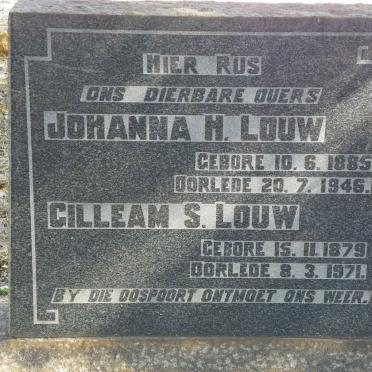 HIER RUS
ONS DIERBARE OUERS
JOHANNA H. LOUW
GEBORE 10. 6. 1885
OORLEDE 20. 7. 1946.
GILLEAM S. LOUW
GEBORE 15. 11. 1879
OORLEDE 8. 3. 1971.
BY DIE DOSPOORT ONTMOET ONS WEER.